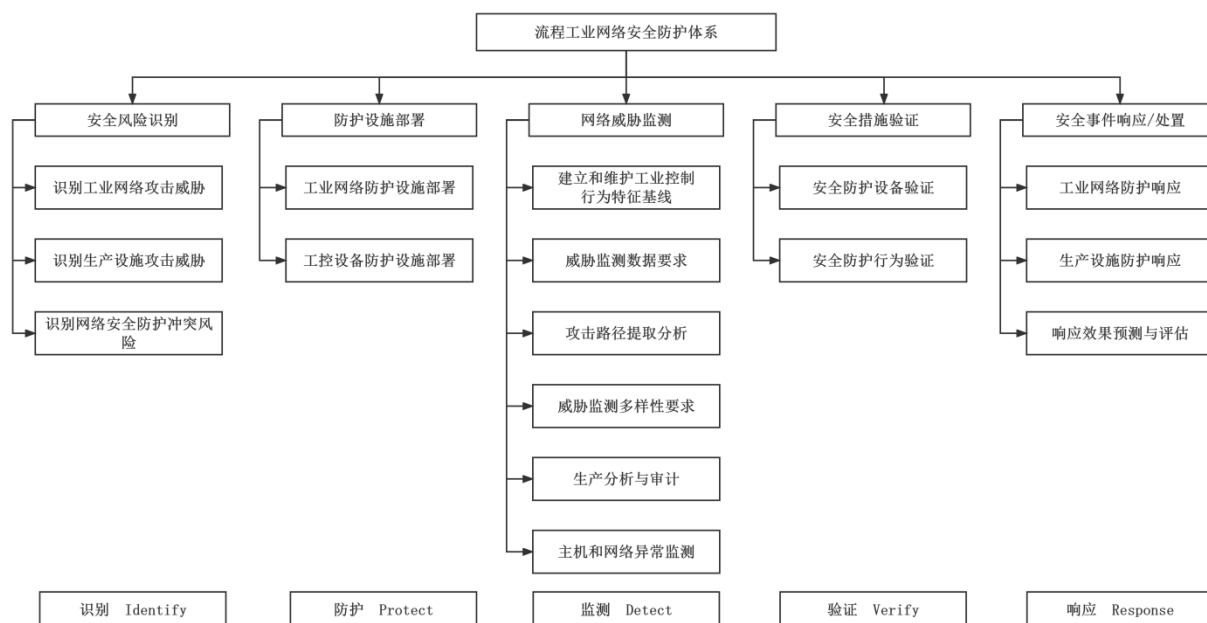 流程工业网络安全防护体系
安全风险识别
防护设施部署
网络威胁监测
安全措施验证
安全事件响应/处置
识别工业网络攻击威胁
工业网络防护设施部署
建立和维护工业控制
行为特征基线
安全防护设备验证
工业网络防护响应
识别生产设施攻击威胁
工控设备防护设施部署
威胁监测数据要求
安全防护行为验证
生产设施防护响应
识别网络安全防护冲突风
险
攻击路径提取分析
响应效果预测与评估
威胁监测多样性要求
生产分析与审计
主机和网络异常监测
识别 Identify
防护 Protect
监测 Detect
验证 Verify
响应 Response